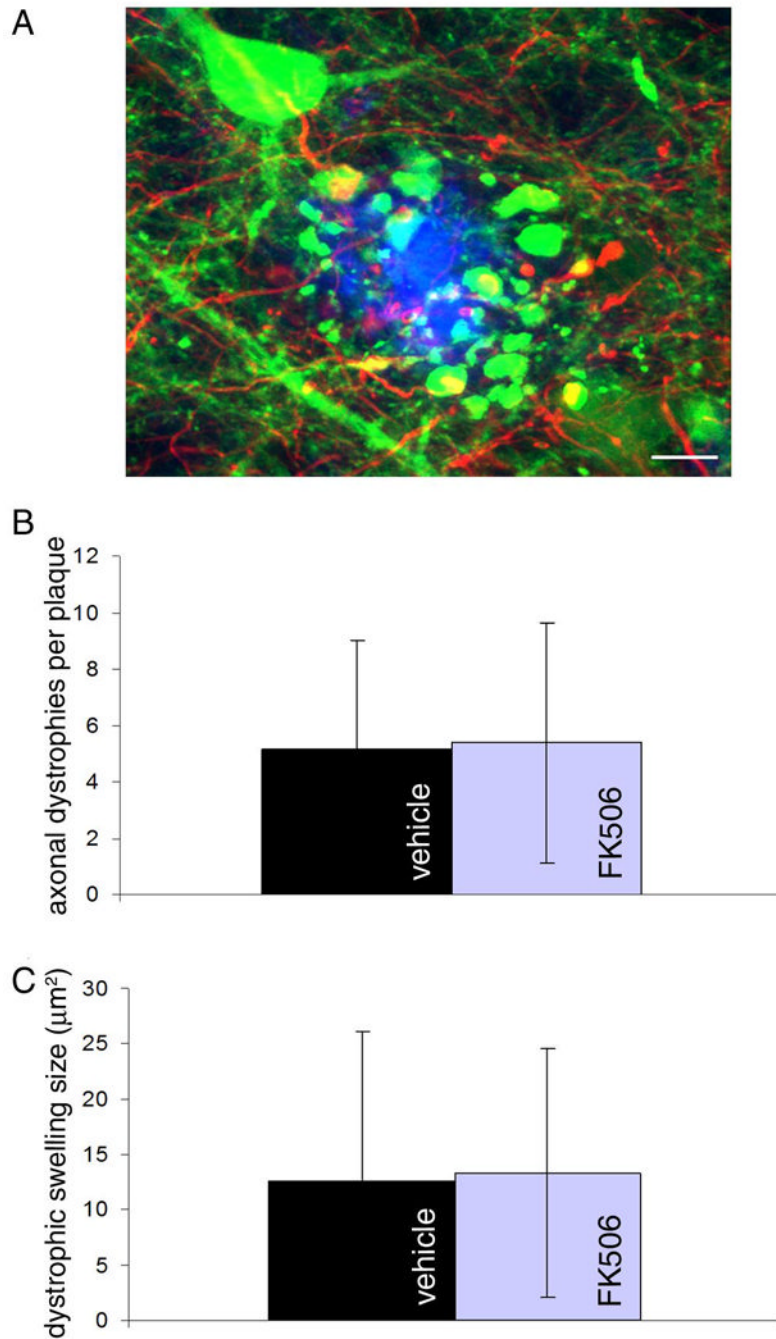 A
B
axonal dystrophies per plaque
12
10
8
6
4
2
0
vehicle
FK506
C
dystrophic swelling size (μm²)
30
25
20
15
10
5
0
vehicle
FK506